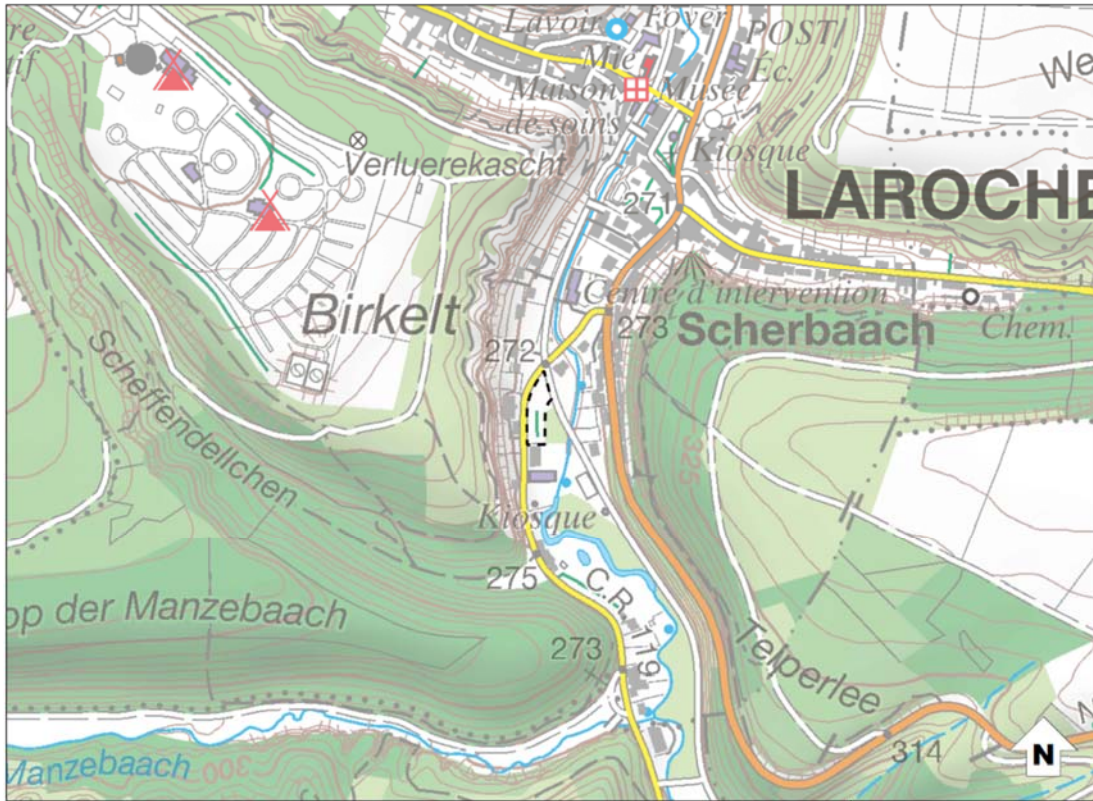 Lavoir
Foyer
Mie
POST
Ec.
Maison
Musée
de soins
We
Verluerekascht
Kiosque
271
LAROCHE
Birkelt
Centre d'intervention
273
Scherbaach
Chem.
272
Scheffendellchen
325
Kiosque
275
C.R. 119
op der Manzebaach
273
Telperlee
314
N
Manzebaach
300